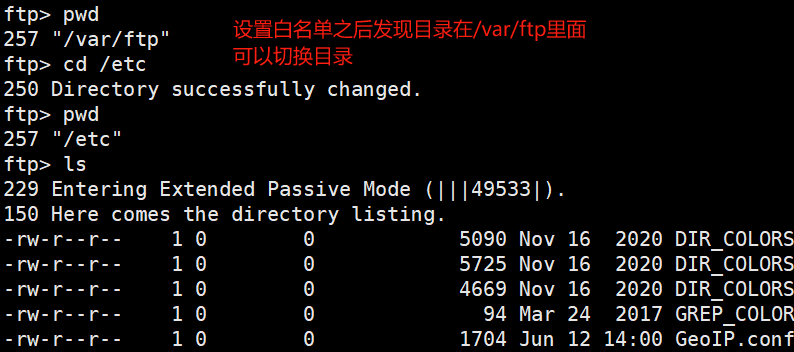 ftp> pwd
257 "/var/ftp"
设置白名单之后发现目录在/var/ftp里面
可以切换目录
ftp> cd /etc
250 Directory successfully changed.
ftp> pwd
257 "/etc"
ftp> ls
229 Entering Extended Passive Mode (|||49533|).
150 Here comes the directory listing.
-rw-r--r--    1 0        0            5090 Nov 16  2020 DIR_COLORS
-rw-r--r--    1 0        0            5725 Nov 16  2020 DIR_COLORS
-rw-r--r--    1 0        0            4669 Nov 16  2020 DIR_COLORS
-rw-r--r--    1 0        0              94 Mar 24  2017 GREP_COLOR
-rw-r--r--    1 0        0            1704 Jun 12 14:00 GeoIP.conf